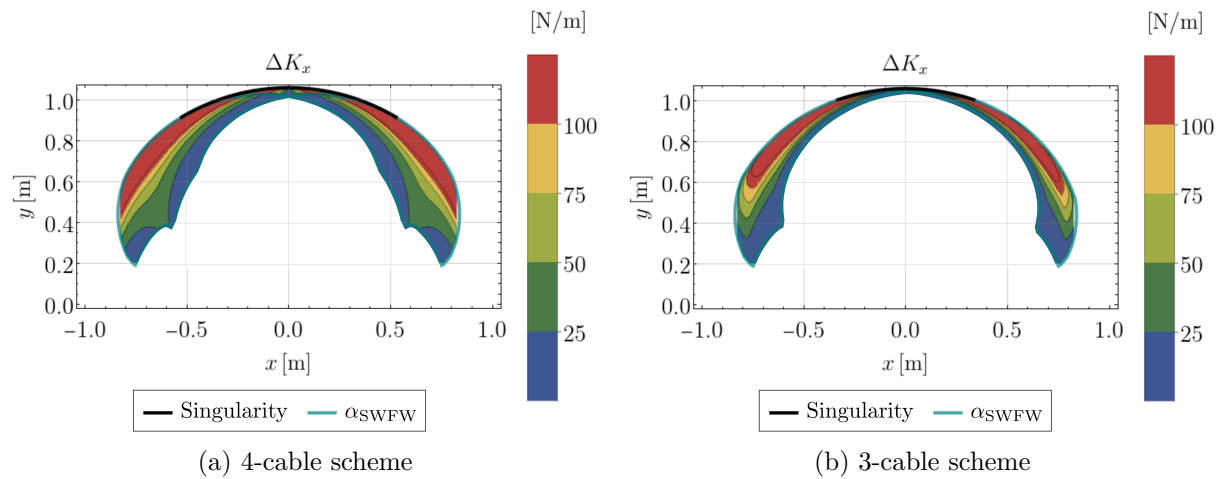 [N/m]
ΔK_x
1.0
0.8
0.6
0.4
0.2
0.0
y [m]
−1.0 −0.5 0.0 0.5 1.0
x [m]
100
75
50
25
Singularity α_SWFW
(a) 4-cable scheme
[N/m]
ΔK_x
1.0
0.8
0.6
0.4
0.2
0.0
y [m]
−1.0 −0.5 0.0 0.5 1.0
x [m]
100
75
50
25
Singularity α_SWFW
(b) 3-cable scheme